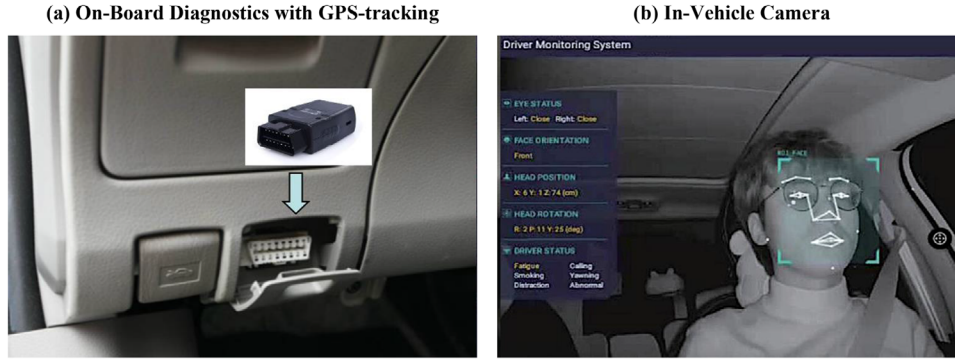 (a) On-Board Diagnostics with GPS-tracking
(b) In-Vehicle Camera
Driver Monitoring System
EYE STATUS
Left: Close Right: Close
FACE ORIENTATION
Front
HEAD POSITION
X: 6 Y: 1 Z: 74 (cm)
HEAD ROTATION
R: 2 P: 11 Y: 25 (deg)
DRIVER STATUS
Fatigue Calling
Smoking Yawning
Distraction Abnormal
ROI_FACE